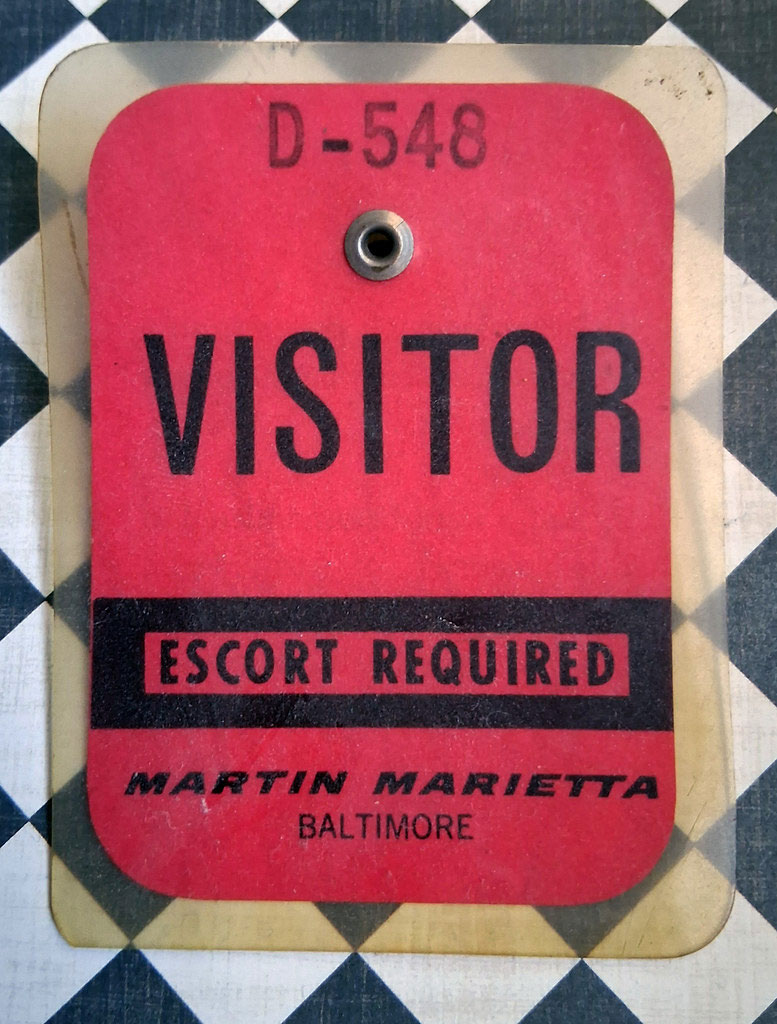 D-548
VISITOR
ESCORT REQUIRED
MARTIN MARIETTA
BALTIMORE